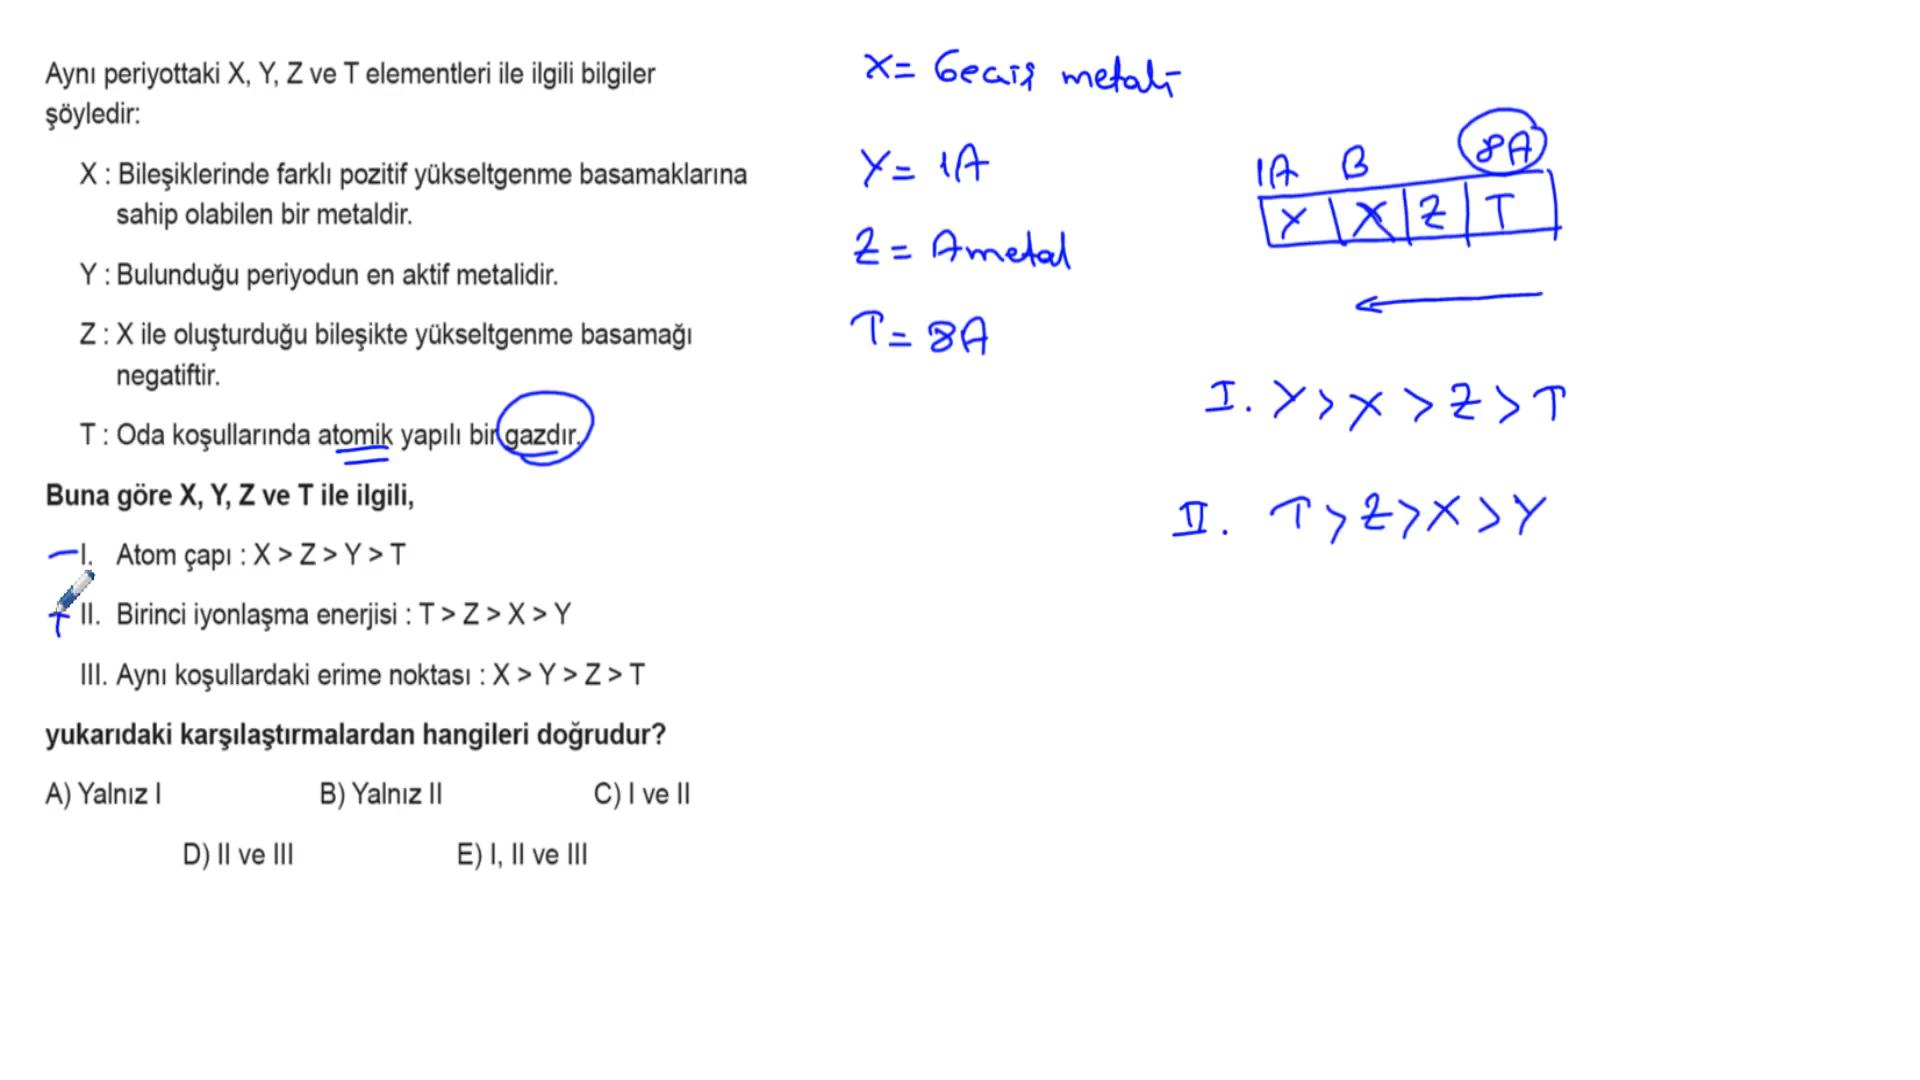 Aynı periyottaki X, Y, Z ve T elementleri ile ilgili bilgiler
şöyledir:
X : Bileşiklerinde farklı pozitif yükseltgenme basamaklarına
sahip olabilen bir metaldir.
Y : Bulunduğu periyodun en aktif metalidir.
Z : X ile oluşturduğu bileşikte yükseltgenme basamağı
negatiftir.
T : Oda koşullarında atomik yapılı bir gazdır.
Buna göre X, Y, Z ve T ile ilgili,
I. Atom çapı : X > Z > Y > T
II. Birinci iyonlaşma enerjisi : T > Z > X > Y
III. Aynı koşullardaki erime noktası : X > Y > Z > T
yukarıdaki karşılaştırmalardan hangileri doğrudur?
A) Yalnız I B) Yalnız II C) I ve II
D) II ve III E) I, II ve III
X = Geçiş metali
Y = 1A
Z = Ametal
T = 8A
1A B 8A
Y X Z T
I. Y > X > Z > T
II. T > Z > X > Y